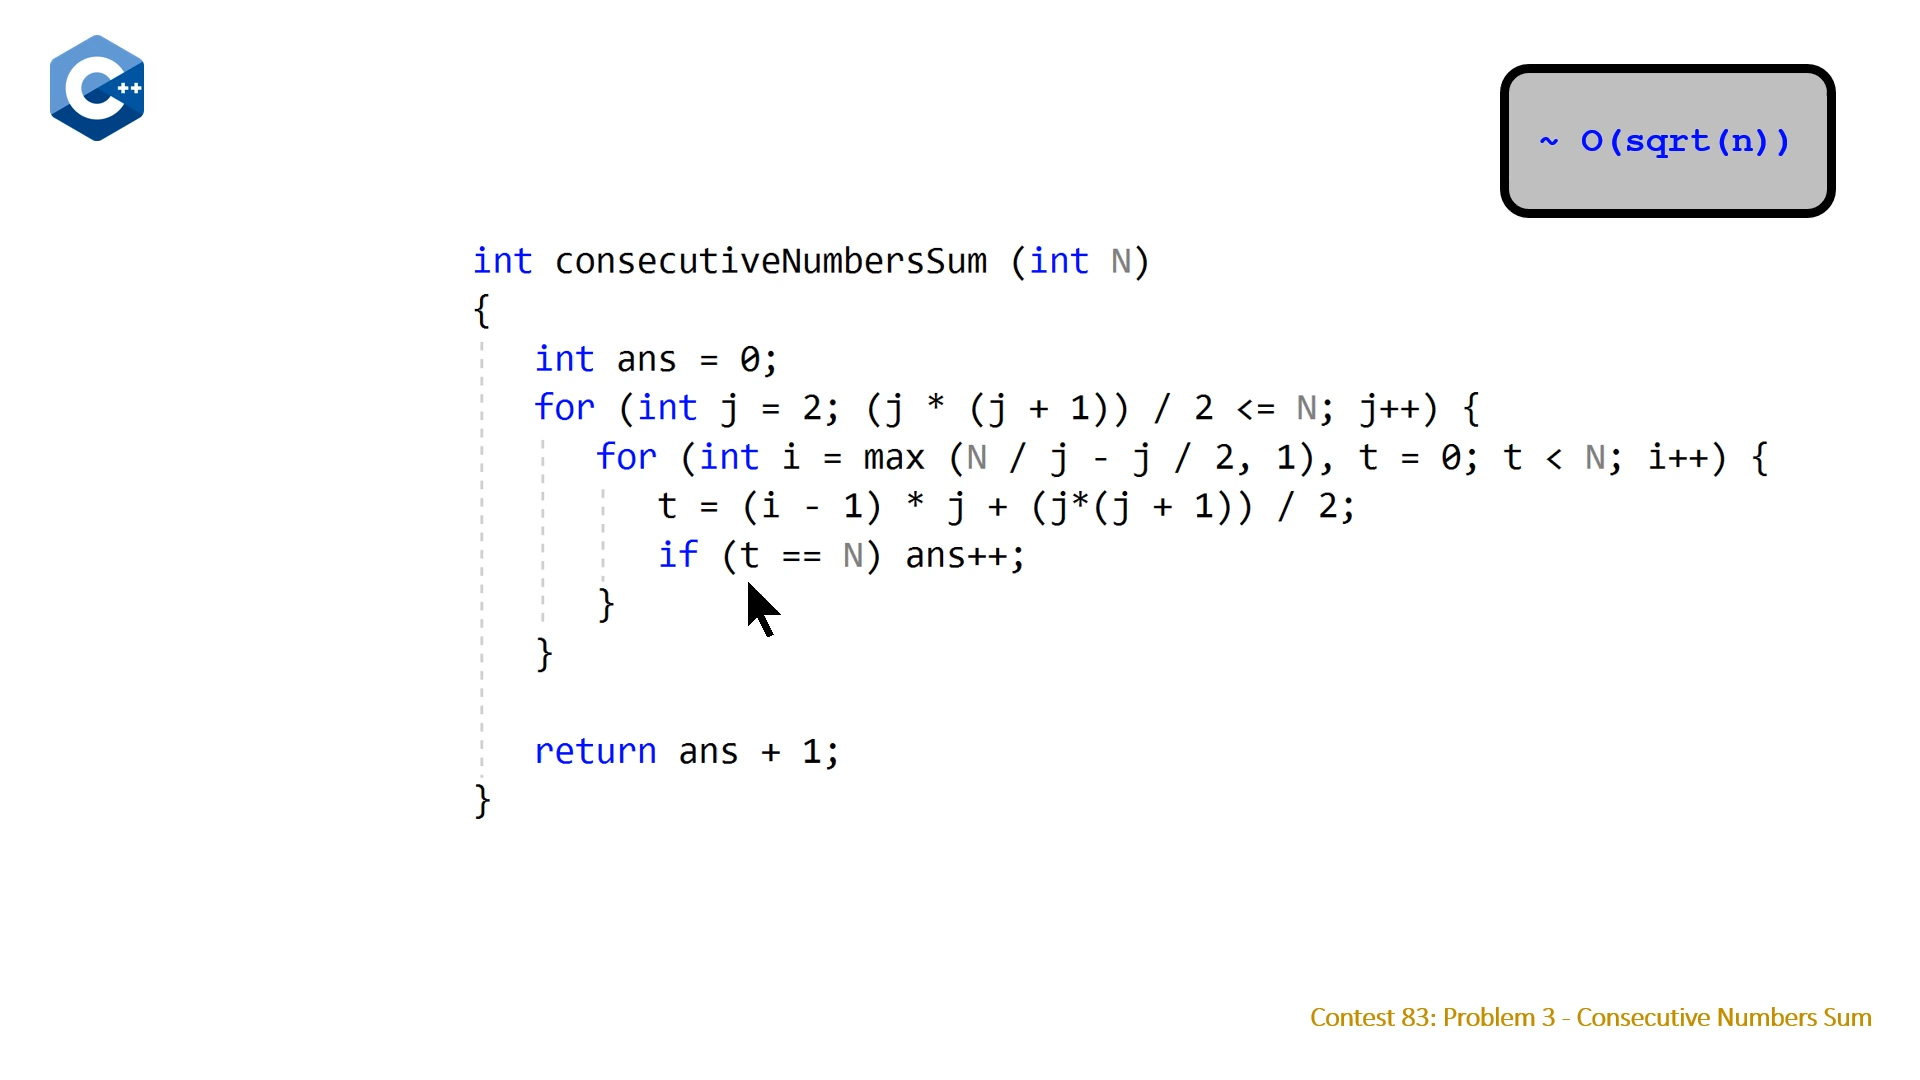 C++
~ O(sqrt(n))
int consecutiveNumbersSum (int N)
{
int ans = 0;
for (int j = 2; (j * (j + 1)) / 2 <= N; j++) {
for (int i = max (N / j - j / 2, 1), t = 0; t < N; i++) {
t = (i - 1) * j + (j*(j + 1)) / 2;
if (t == N) ans++;
}
}
return ans + 1;
}
Contest 83: Problem 3 - Consecutive Numbers Sum